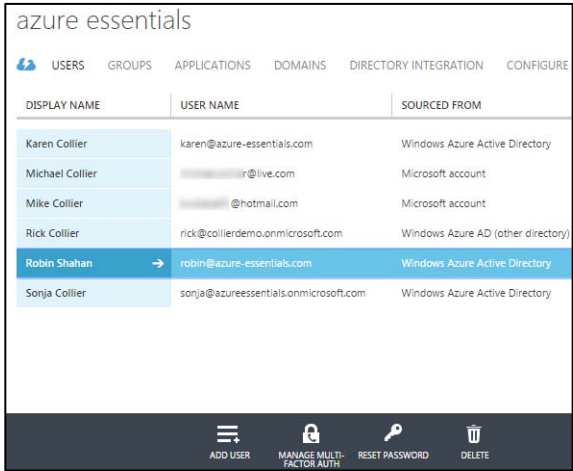 azure essentials
USERS GROUPS APPLICATIONS DOMAINS DIRECTORY INTEGRATION CONFIGURE
DISPLAY NAME USER NAME SOURCED FROM
Karen Collier karen@azure-essentials.com Windows Azure Active Directory
Michael Collier r@live.com Microsoft account
Mike Collier @hotmail.com Microsoft account
Rick Collier rick@collierdemo.onmicrosoft.com Windows Azure AD (other directory)
Robin Shahan robin@azure-essentials.com Windows Azure Active Directory
Sonja Collier sonja@azureessentials.onmicrosoft.com Windows Azure Active Directory
ADD USER MANAGE MULTI- RESET PASSWORD DELETE
FACTOR AUTH